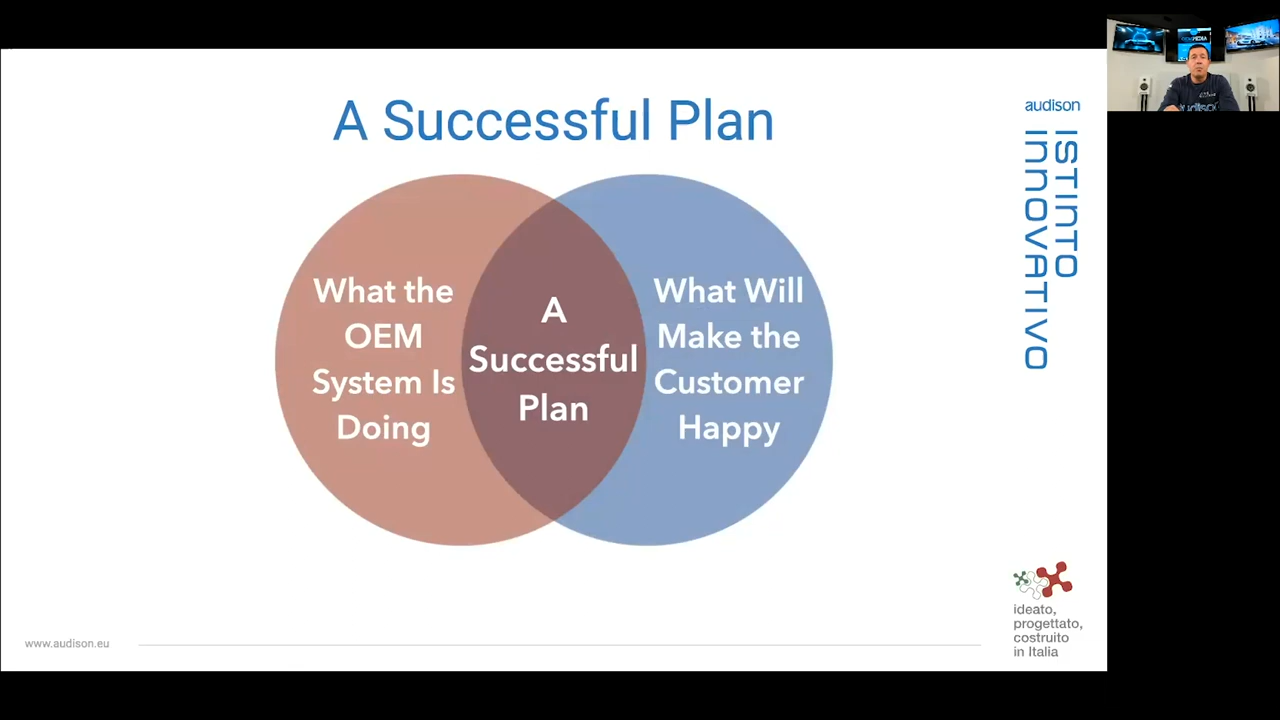 A Successful Plan
What the
OEM
System Is
Doing
A
Successful
Plan
What Will
Make the
Customer
Happy
audison
ISTINTO
INNOVATIVO
ideato,
progettato,
costruito
in Italia
www.audison.eu
audison